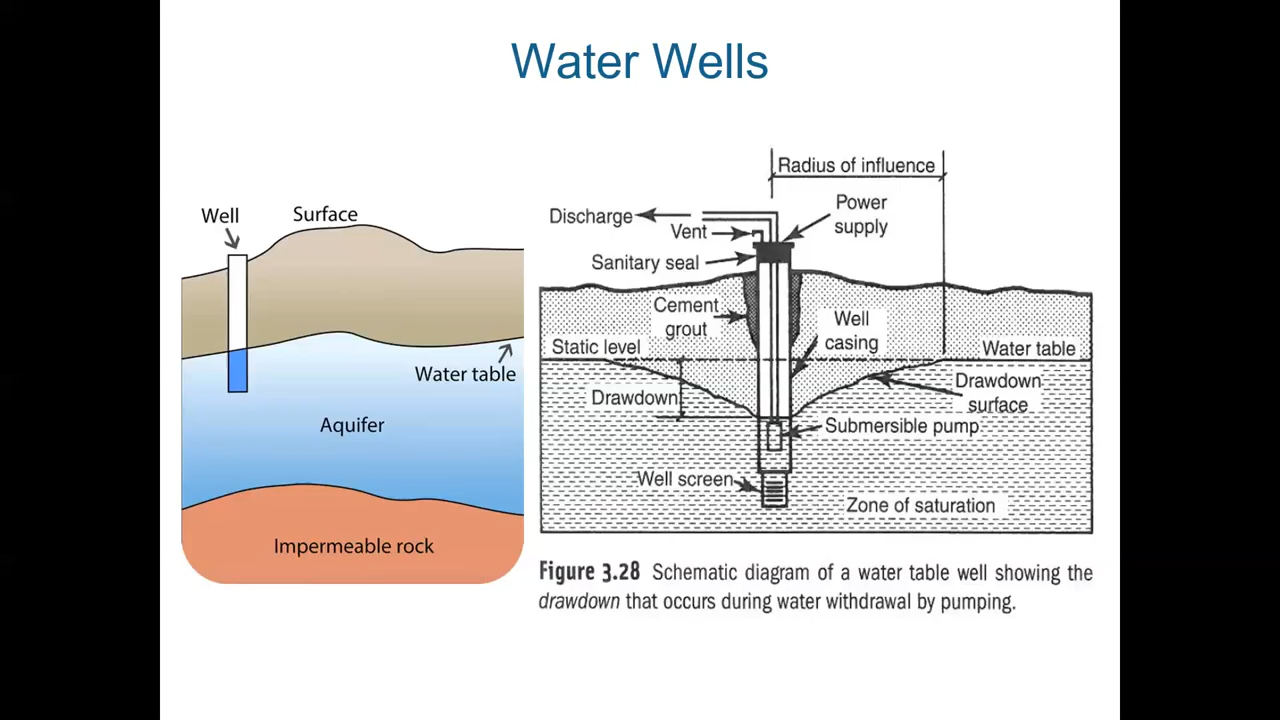 Water Wells
Well
Surface
Water table
Aquifer
Impermeable rock
Radius of influence
Discharge
Power
supply
Vent
Sanitary seal
Cement
grout
Well
casing
Static level
Water table
Drawdown
Drawdown
surface
Submersible pump
Well screen
Zone of saturation
Figure 3.28 Schematic diagram of a water table well showing the
drawdown that occurs during water withdrawal by pumping.